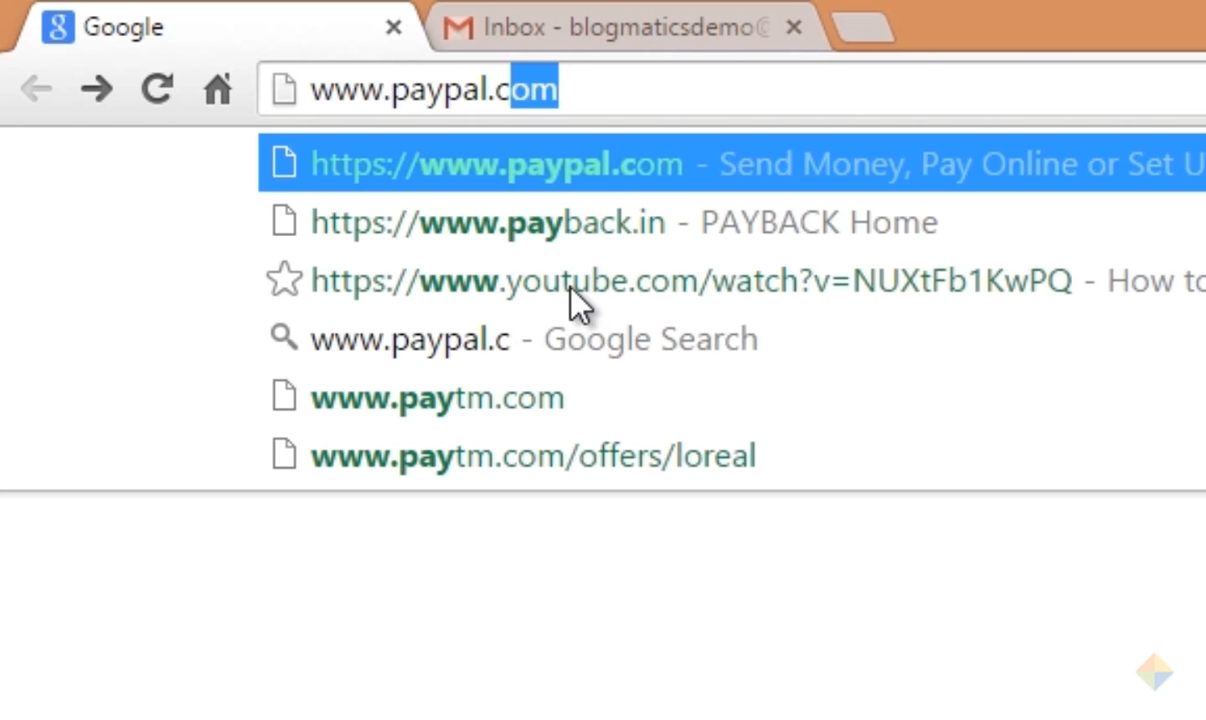 Google
Inbox - blogmaticsdemo@
www.paypal.com
https://www.paypal.com - Send Money, Pay Online or Set U
https://www.payback.in - PAYBACK Home
https://www.youtube.com/watch?v=NUXtFb1KwPQ - How to
www.paypal.c - Google Search
www.paytm.com
www.paytm.com/offers/loreal